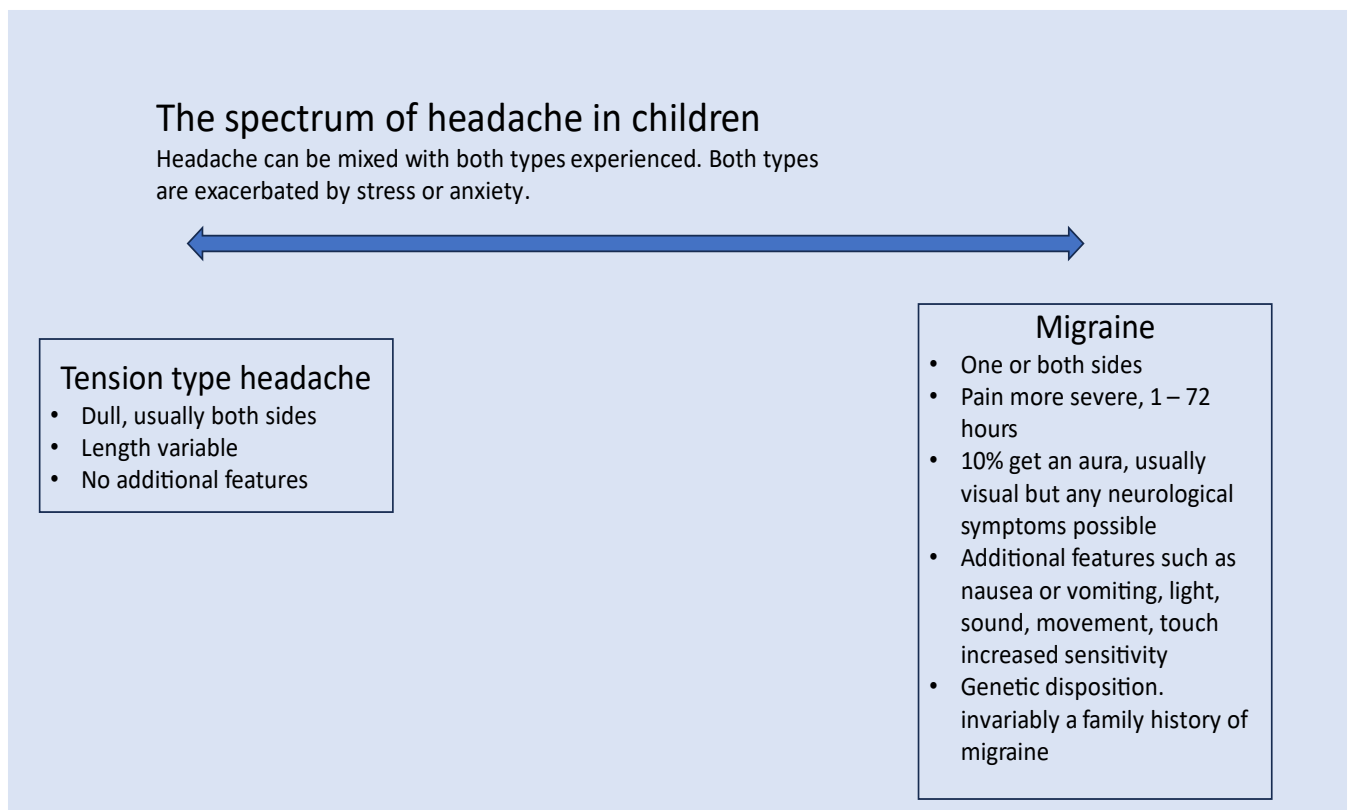 The spectrum of headache in children
Headache can be mixed with both types experienced. Both types
are exacerbated by stress or anxiety.
Tension type headache
• Dull, usually both sides
• Length variable
• No additional features
Migraine
• One or both sides
• Pain more severe, 1 – 72
hours
• 10% get an aura, usually
visual but any neurological
symptoms possible
• Additional features such as
nausea or vomiting, light,
sound, movement, touch
increased sensitivity
• Genetic disposition.
invariably a family history of
migraine